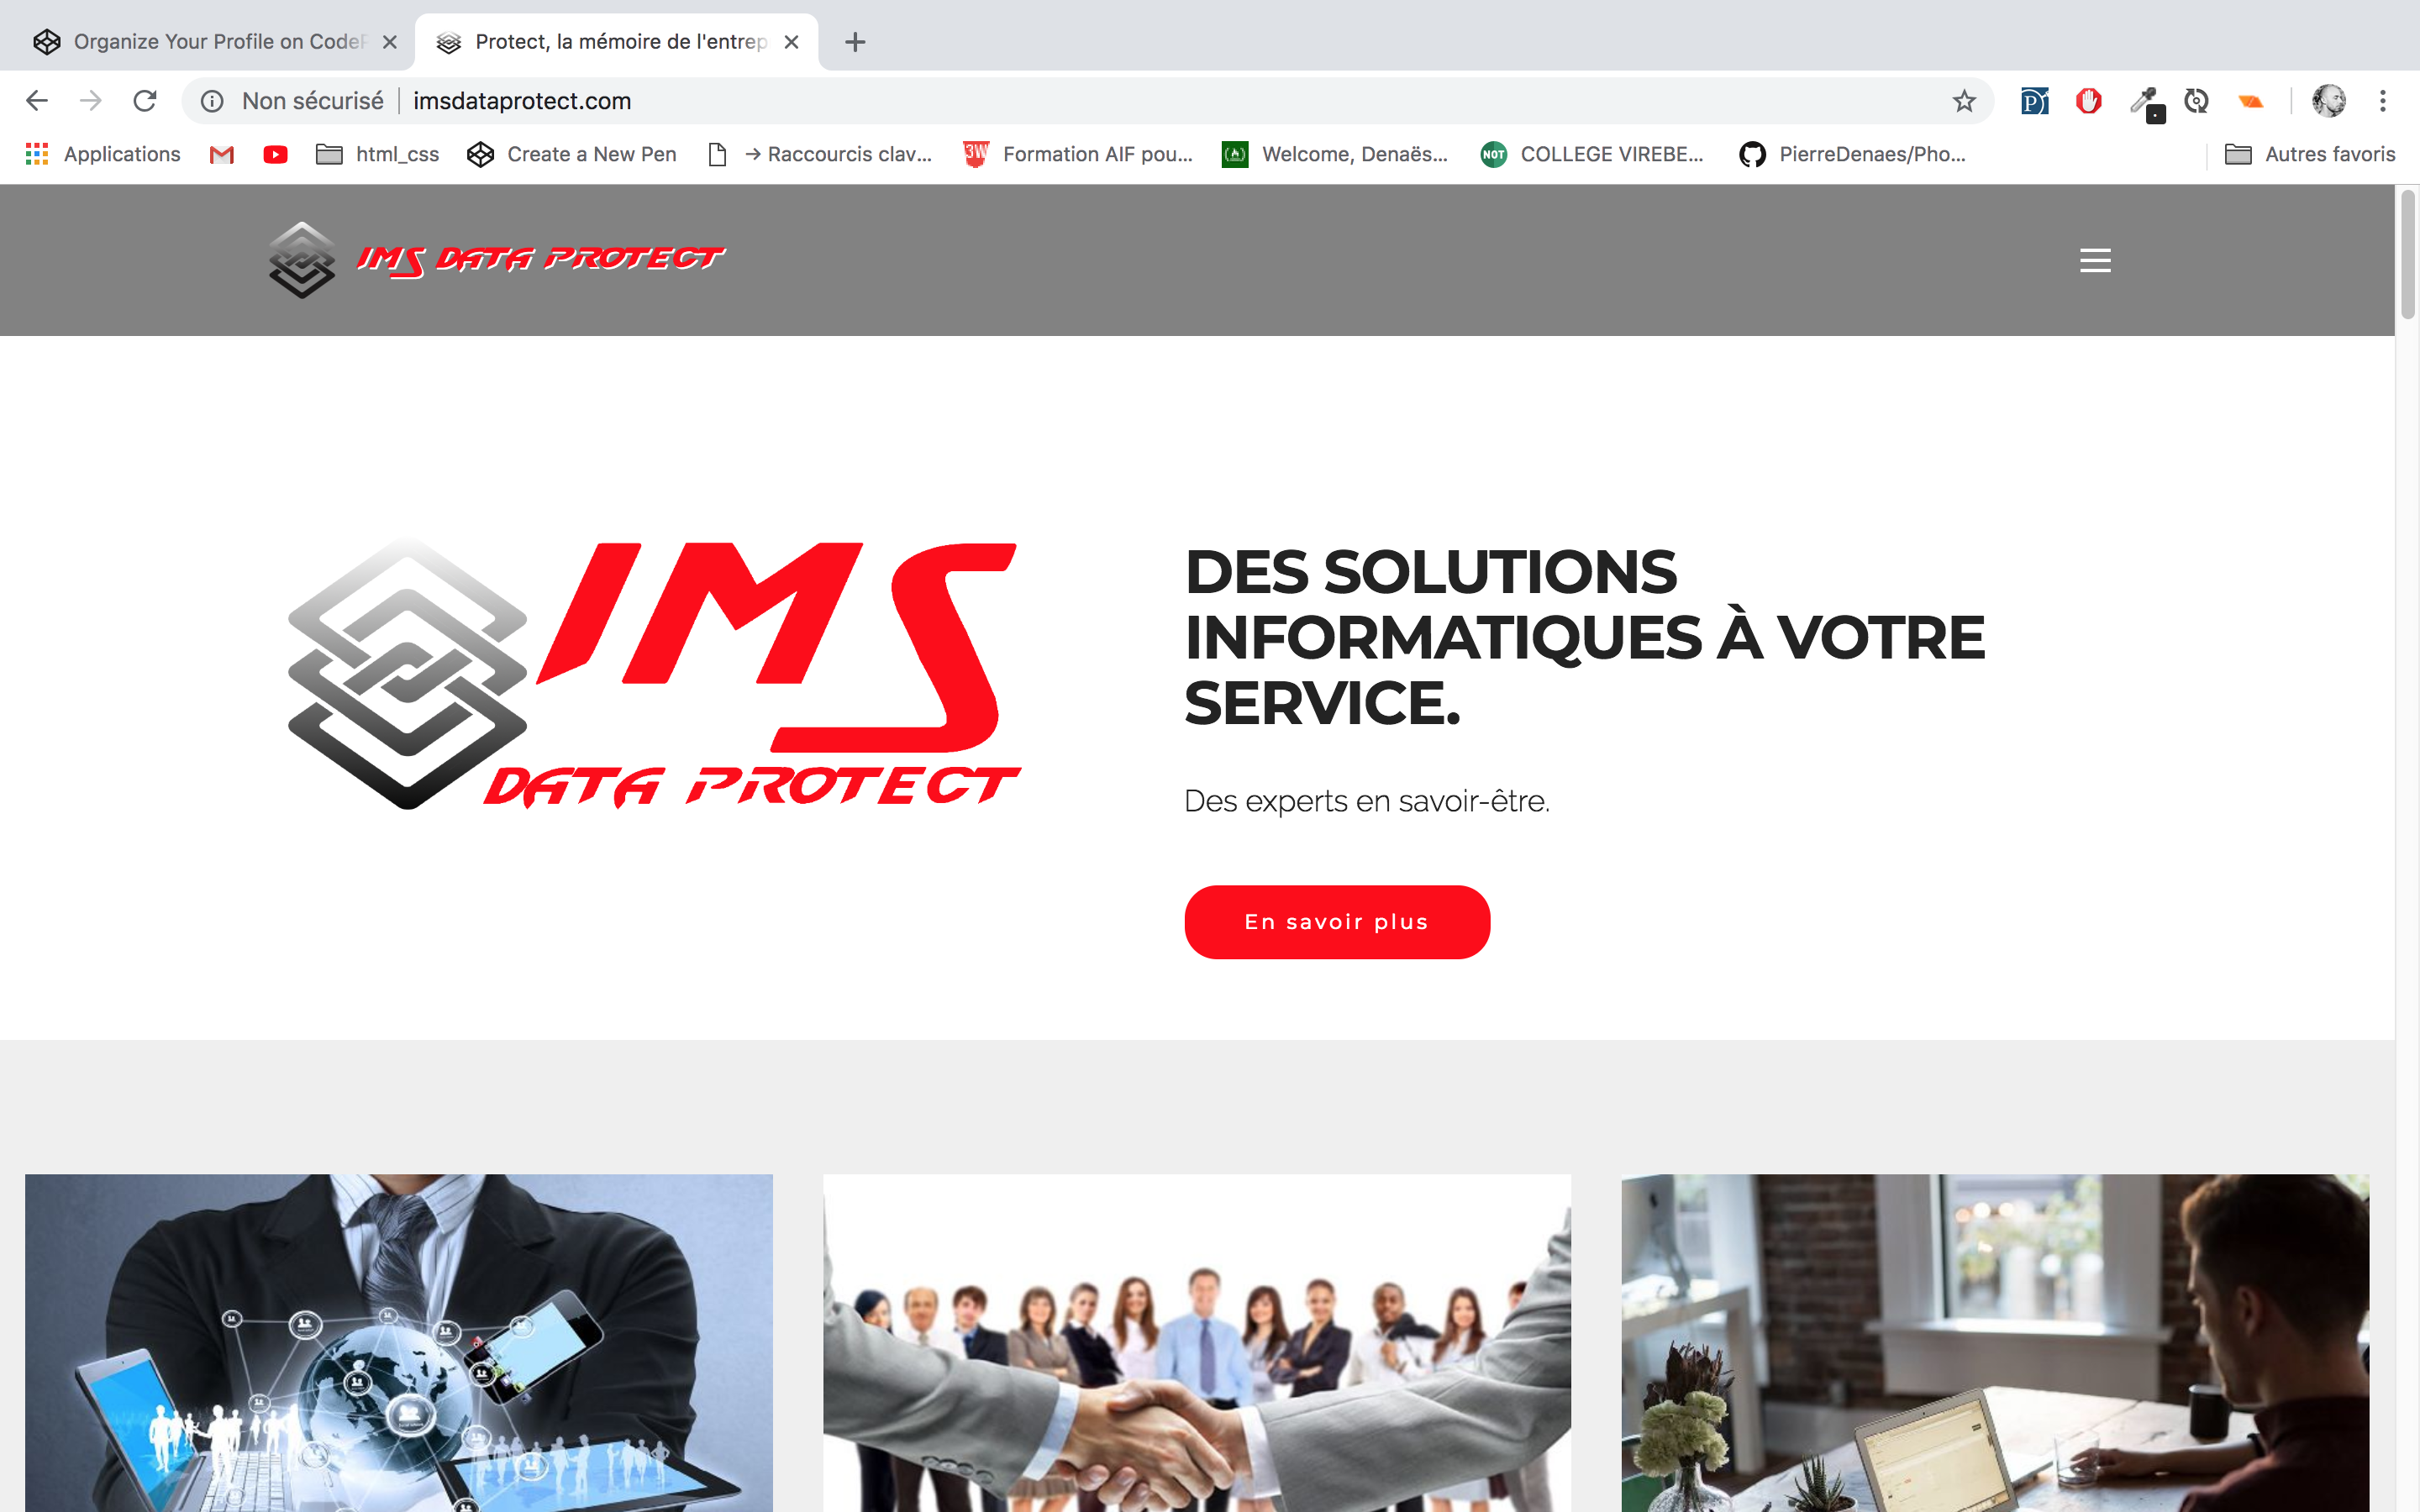 Organize Your Profile on CodeP
Protect, la mémoire de l'entrep
Non sécurisé | imsdataprotect.com
Applications
html_css
Create a New Pen
→ Raccourcis clav...
3W Formation AIF pou...
Welcome, Denaës...
NOT COLLEGE VIREBE...
PierreDenaes/Pho...
Autres favoris
IMS DATA PROTECT
IMS
DATA PROTECT
DES SOLUTIONS
INFORMATIQUES À VOTRE
SERVICE.
Des experts en savoir-être.
En savoir plus